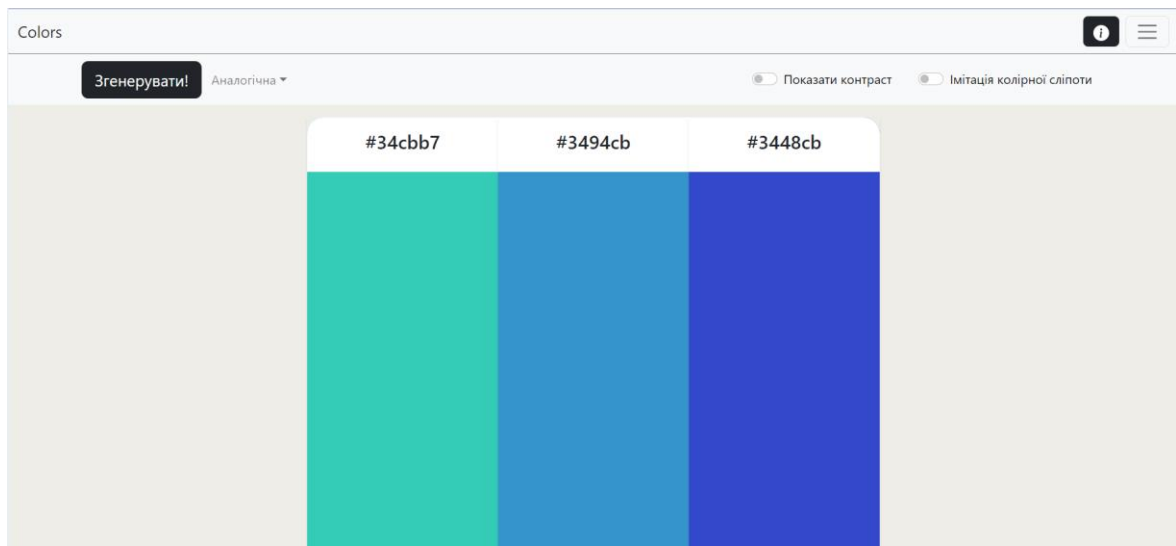 Colors
Згенерувати! Аналогічна Показати контраст Імітація колірної сліпоти
#34cbb7 #3494cb #3448cb